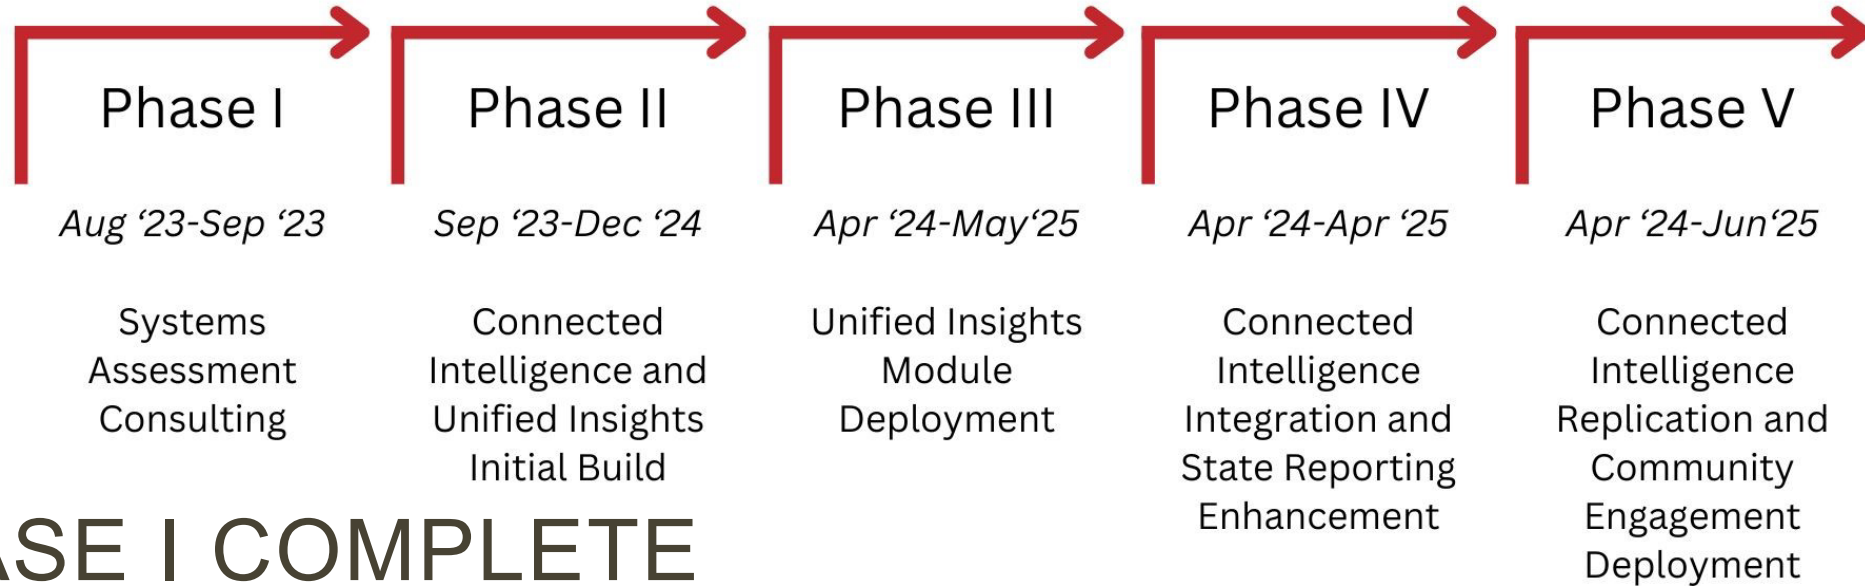 Phase I
Aug ‘23-Sep ‘23
Systems
Assessment
Consulting
Phase II
Sep ‘23-Dec ‘24
Connected
Intelligence and
Unified Insights
Initial Build
Phase III
Apr ‘24-May‘25
Unified Insights
Module
Deployment
Phase IV
Apr ‘24-Apr ‘25
Connected
Intelligence
Integration and
State Reporting
Enhancement
Phase V
Apr ‘24-Jun‘25
Connected
Intelligence
Replication and
Community
Engagement
Deployment
ASE I COMPLETE